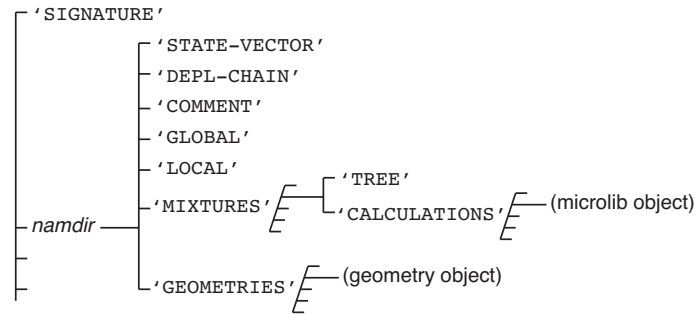 ‘SIGNATURE’
‘STATE-VECTOR’
‘DEPL-CHAIN’
‘COMMENT’
‘GLOBAL’
‘LOCAL’
‘TREE’
‘MIXTURES’
‘CALCULATIONS’ (microlib object)
namdir
‘GEOMETRIES’ (geometry object)